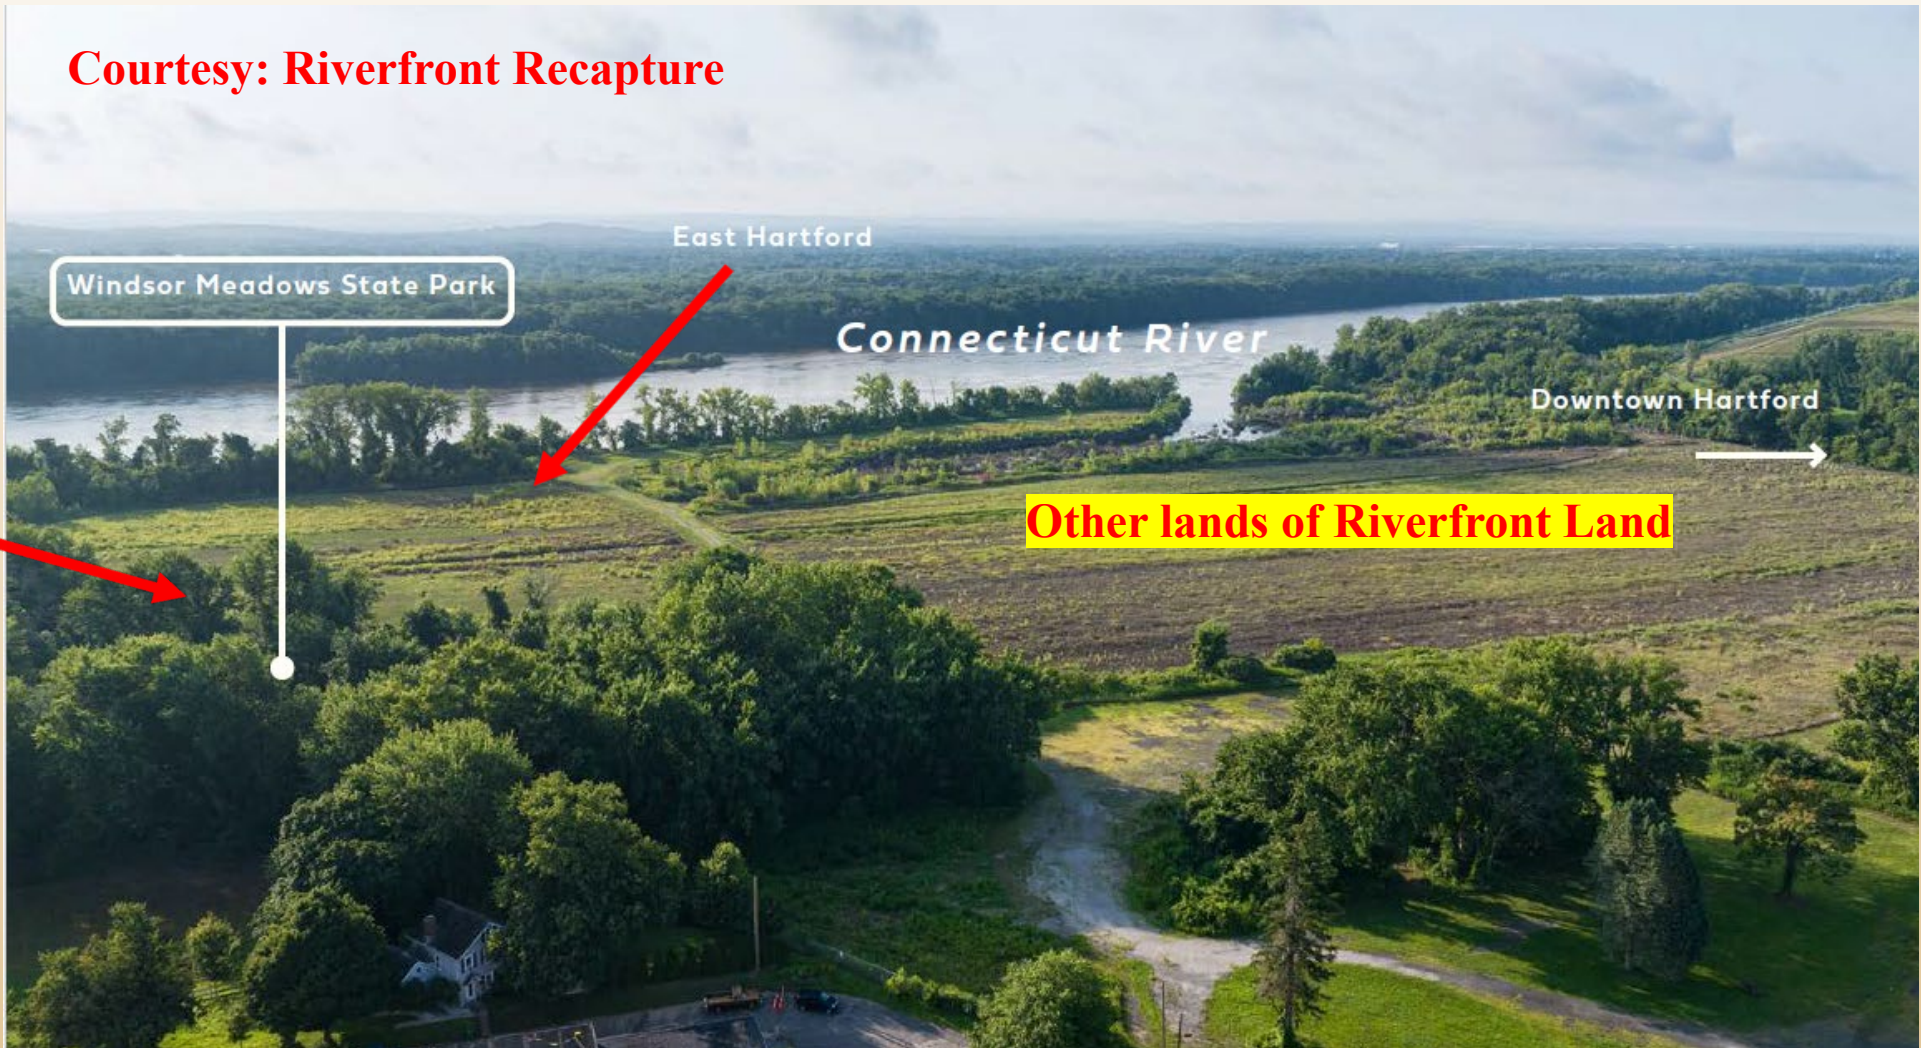 Courtesy: Riverfront Recapture
East Hartford
Windsor Meadows State Park
Connecticut River
Downtown Hartford
Other lands of Riverfront Land